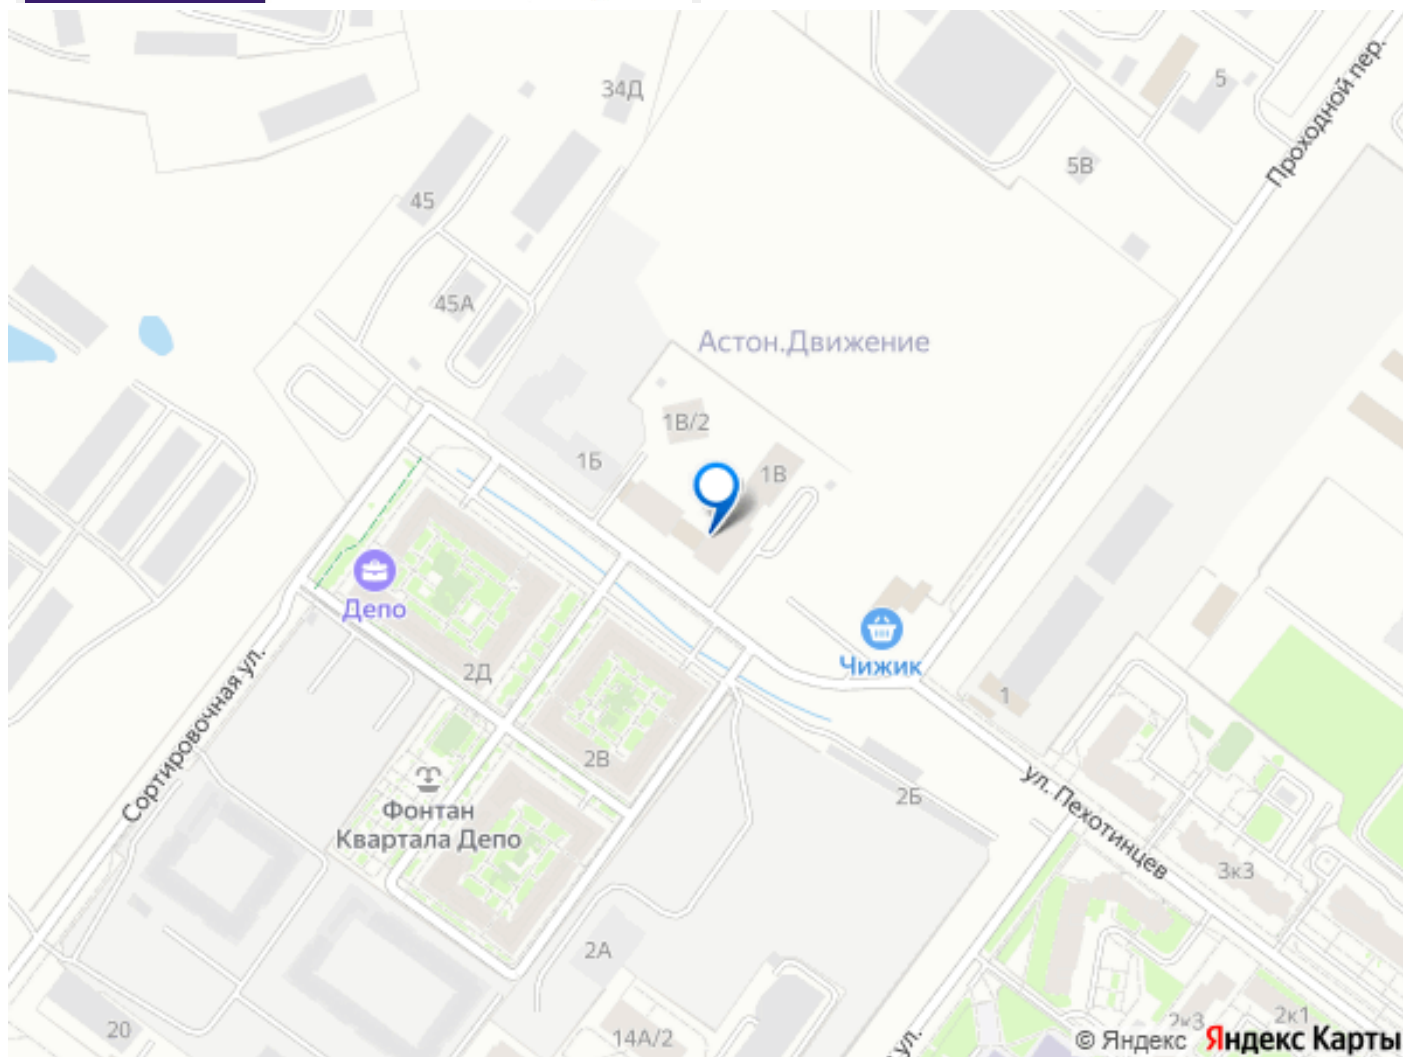 34Д
5
Проходной пер.
5В
45
45А
Астон.Движение
1В/2
1Б
1В
Депо
Чижик
2Д
1
Сортировочная ул.
2В
ул. Пехотинцев
2Б
Фонтан
Квартала Депо
3к3
2А
20
14А/2
2к3
2к1
ул.
© Яндекс Яндекс Карты